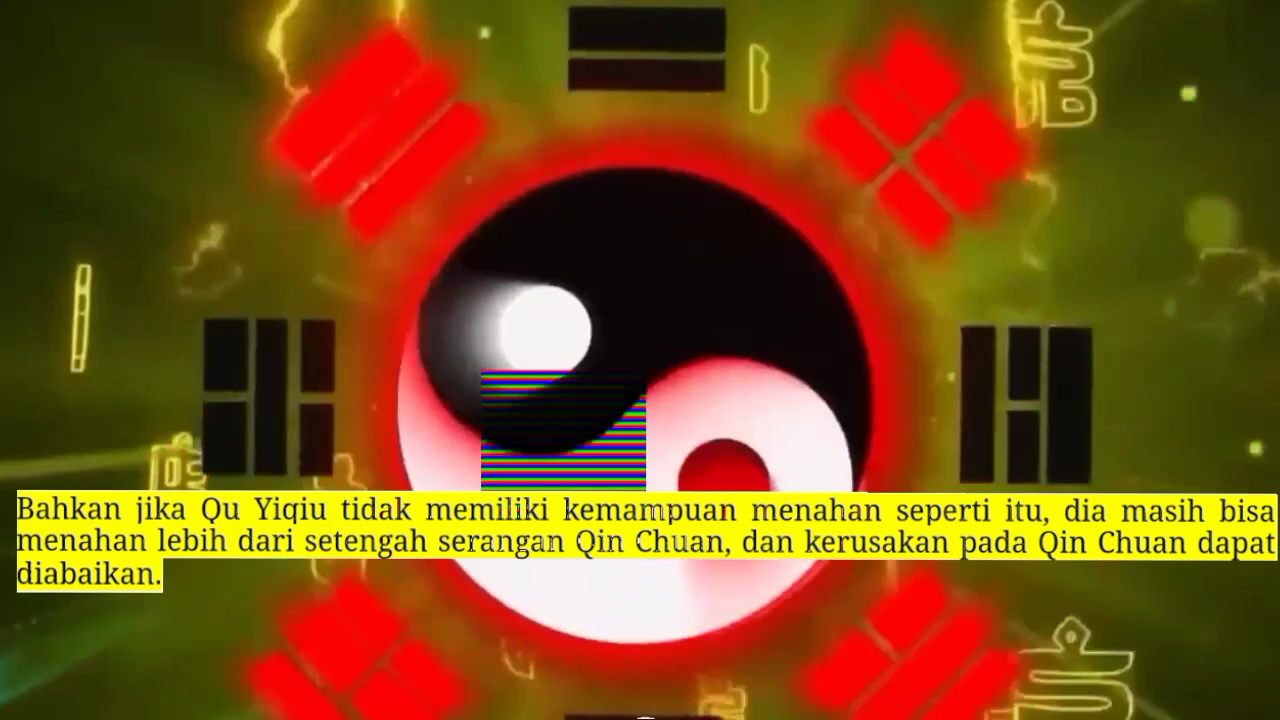 Bahkan jika Qu Yiqiu tidak memiliki kemampuan menahan seperti itu, dia masih bisa
menahan lebih dari setengah serangan Qin Chuan, dan kerusakan pada Qin Chuan dapat
diabaikan.